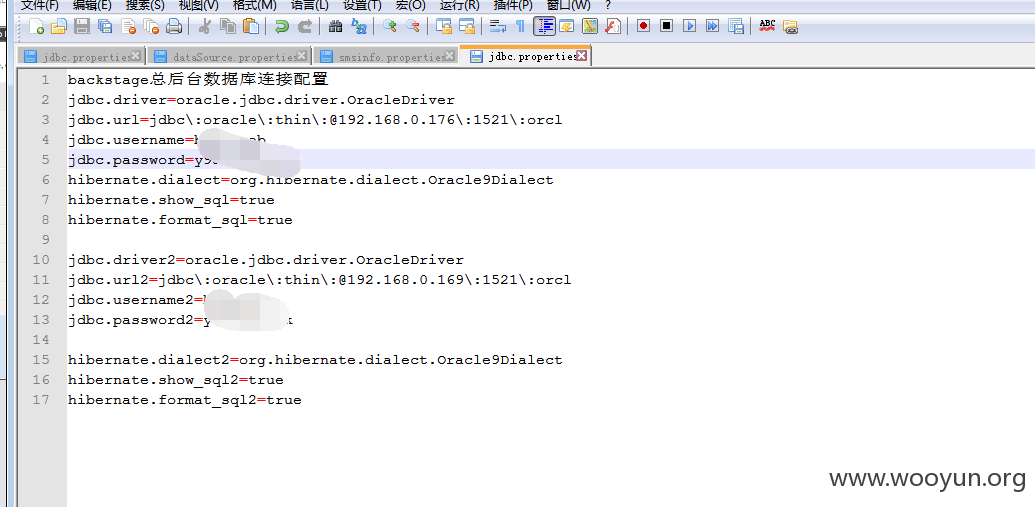 文件(F) 编辑(E) 搜索(S) 视图(V) 格式(M) 语言(L) 设置(T) 宏(O) 运行(R) 插件(P) 窗口(W) ?
ABC
jdbc.properties dataSource.properties smsinfo.properties jdbc.properties
1 backstage总后台数据库连接配置
2 jdbc.driver=oracle.jdbc.driver.OracleDriver
3 jdbc.url=jdbc\:oracle\:thin\:@192.168.0.176\:1521\:orcl
4 jdbc.username=
5 jdbc.password=
6 hibernate.dialect=org.hibernate.dialect.Oracle9Dialect
7 hibernate.show_sql=true
8 hibernate.format_sql=true
9
10 jdbc.driver2=oracle.jdbc.driver.OracleDriver
11 jdbc.url2=jdbc\:oracle\:thin\:@192.168.0.169\:1521\:orcl
12 jdbc.username2=
13 jdbc.password2=
14
15 hibernate.dialect2=org.hibernate.dialect.Oracle9Dialect
16 hibernate.show_sql2=true
17 hibernate.format_sql2=true
www.wooyun.org